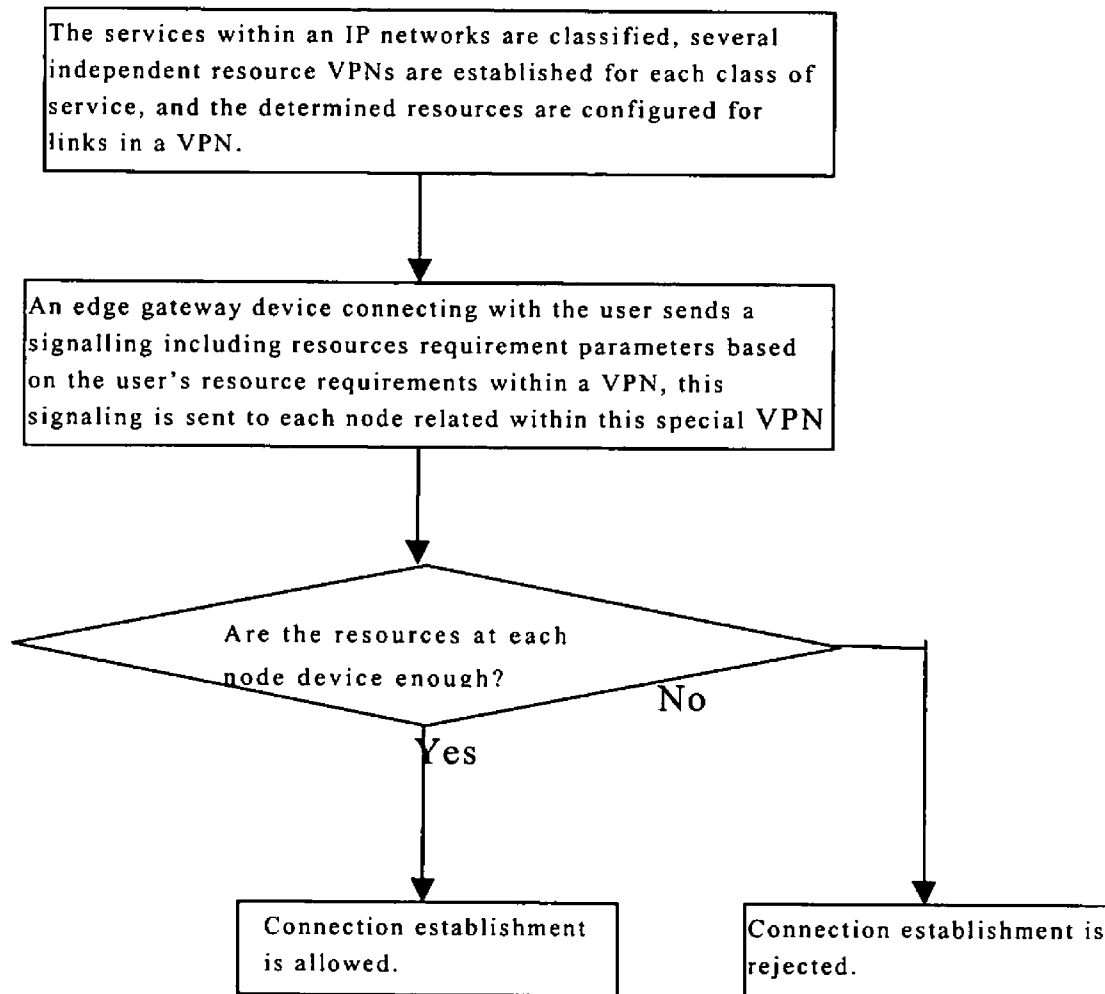 The services within an IP networks are classified, several
independent resource VPNs are established for each class of
service, and the determined resources are configured for
links in a VPN.
An edge gateway device connecting with the user sends a
signalling including resources requirement parameters based
on the user's resource requirements within a VPN, this
signaling is sent to each node related within this special VPN
Are the resources at each
node device enough?
No
Yes
Connection establishment
is allowed.
Connection establishment is
rejected.